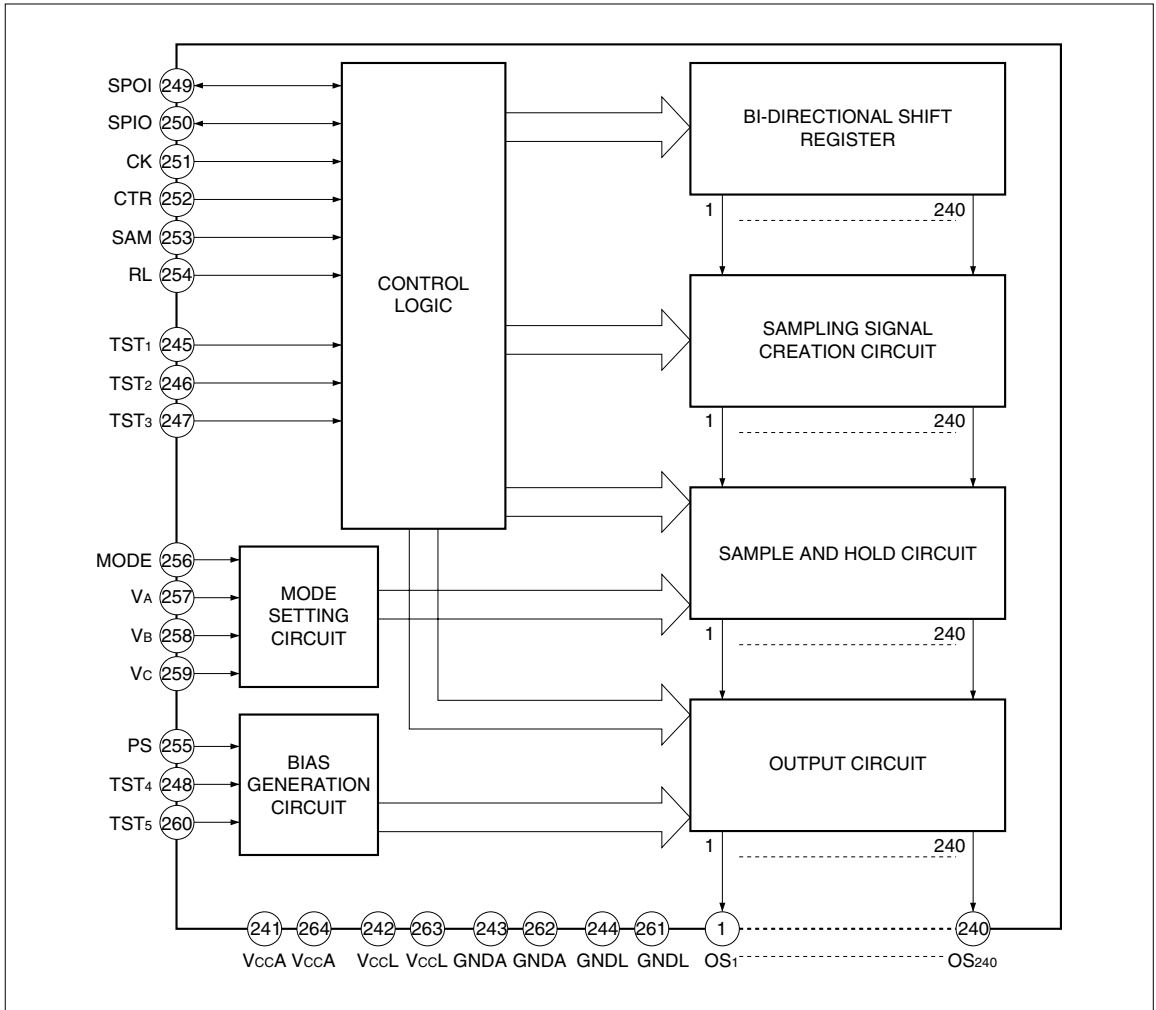 SPOI 249
SPIO 250
CK 251
CTR 252
SAM 253
RL 254
TST1 245
TST2 246
TST3 247
MODE 256
VA 257
VB 258
VC 259
PS 255
TST4 248
TST5 260
CONTROL
LOGIC
MODE
SETTING
CIRCUIT
BIAS
GENERATION
CIRCUIT
BI-DIRECTIONAL SHIFT
REGISTER
1 240
SAMPLING SIGNAL
CREATION CIRCUIT
1 240
SAMPLE AND HOLD CIRCUIT
1 240
OUTPUT CIRCUIT
1 240
241 264 242 263 243 262 244 261 1 240
VCCA VCCA VCCL VCCL GNDA GNDA GNDL GNDL OS1 OS240